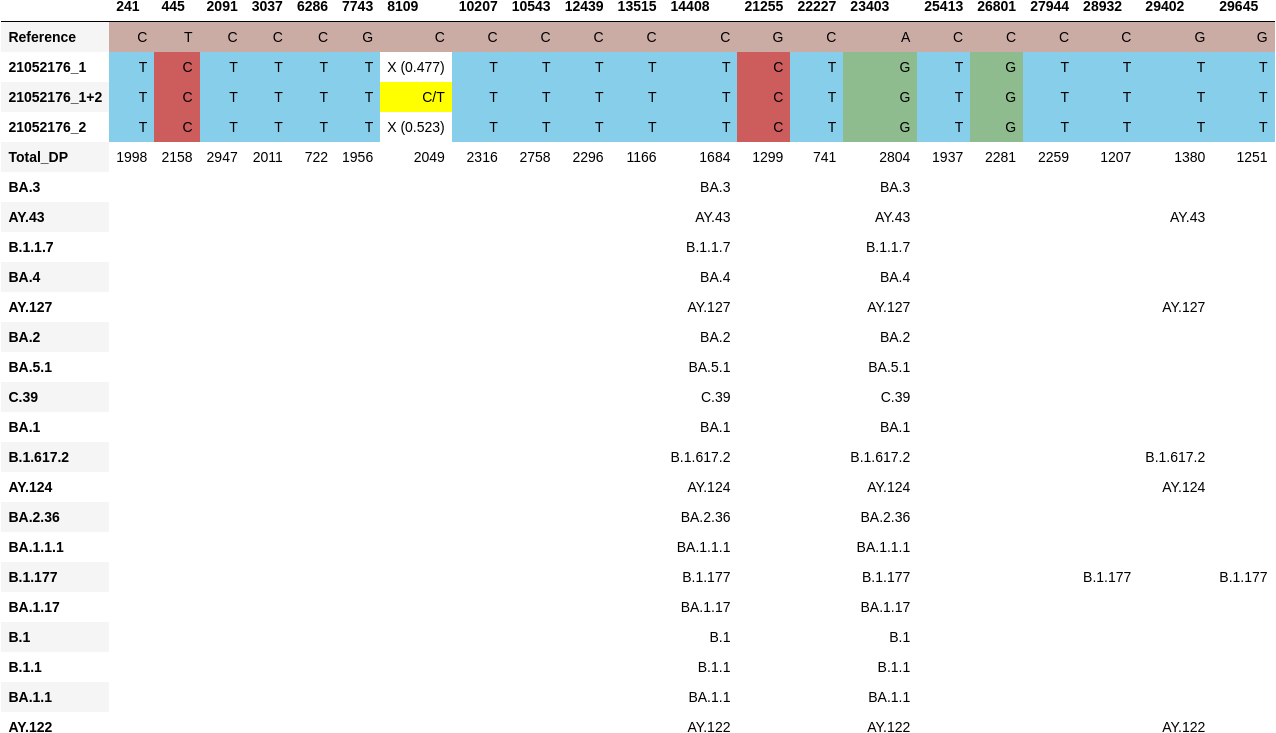 241 445 2091 3037 6286 7743 8109 10207 10543 12439 13515 14408 21255 22227 23403 25413 26801 27944 28932 29402 29645
Reference C T C C C G C C C C C C G C A C C C C G G
21052176_1 T C T T T T X (0.477) T T T T T C T G T G T T T T
21052176_1+2 T C T T T T C/T T T T T T C T G T G T T T T
21052176_2 T C T T T T X (0.523) T T T T T C T G T G T T T T
Total_DP 1998 2158 2947 2011 722 1956 2049 2316 2758 2296 1166 1684 1299 741 2804 1937 2281 2259 1207 1380 1251
BA.3 BA.3 BA.3
AY.43 AY.43 AY.43 AY.43
B.1.1.7 B.1.1.7 B.1.1.7
BA.4 BA.4 BA.4
AY.127 AY.127 AY.127 AY.127
BA.2 BA.2 BA.2
BA.5.1 BA.5.1 BA.5.1
C.39 C.39 C.39
BA.1 BA.1 BA.1
B.1.617.2 B.1.617.2 B.1.617.2 B.1.617.2
AY.124 AY.124 AY.124 AY.124
BA.2.36 BA.2.36 BA.2.36
BA.1.1.1 BA.1.1.1 BA.1.1.1
B.1.177 B.1.177 B.1.177 B.1.177 B.1.177
BA.1.17 BA.1.17 BA.1.17
B.1 B.1 B.1
B.1.1 B.1.1 B.1.1
BA.1.1 BA.1.1 BA.1.1
AY.122 AY.122 AY.122 AY.122